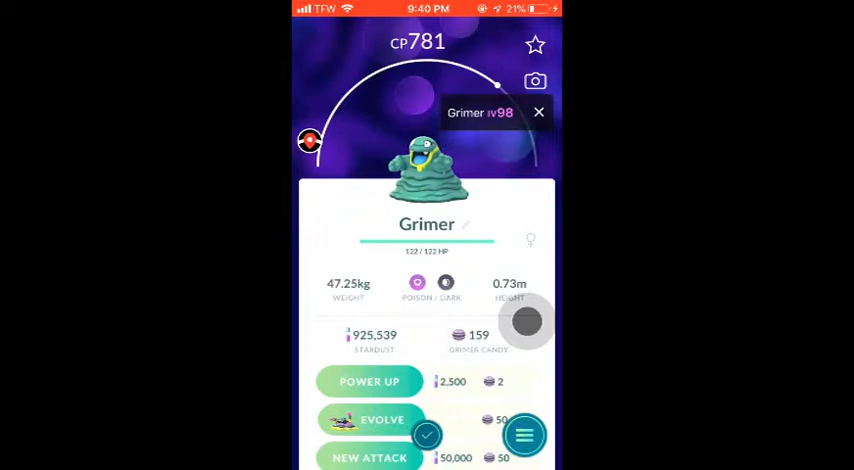 TFW 9:40 PM 21%
CP781
Grimer IV98 ×
Grimer
122 / 122 HP
47.25kg 0.73m
WEIGHT POISON / DARK HEIGHT
925,539 159
STARDUST GRIMER CANDY
POWER UP 2,500 2
EVOLVE 50
NEW ATTACK 50,000 50